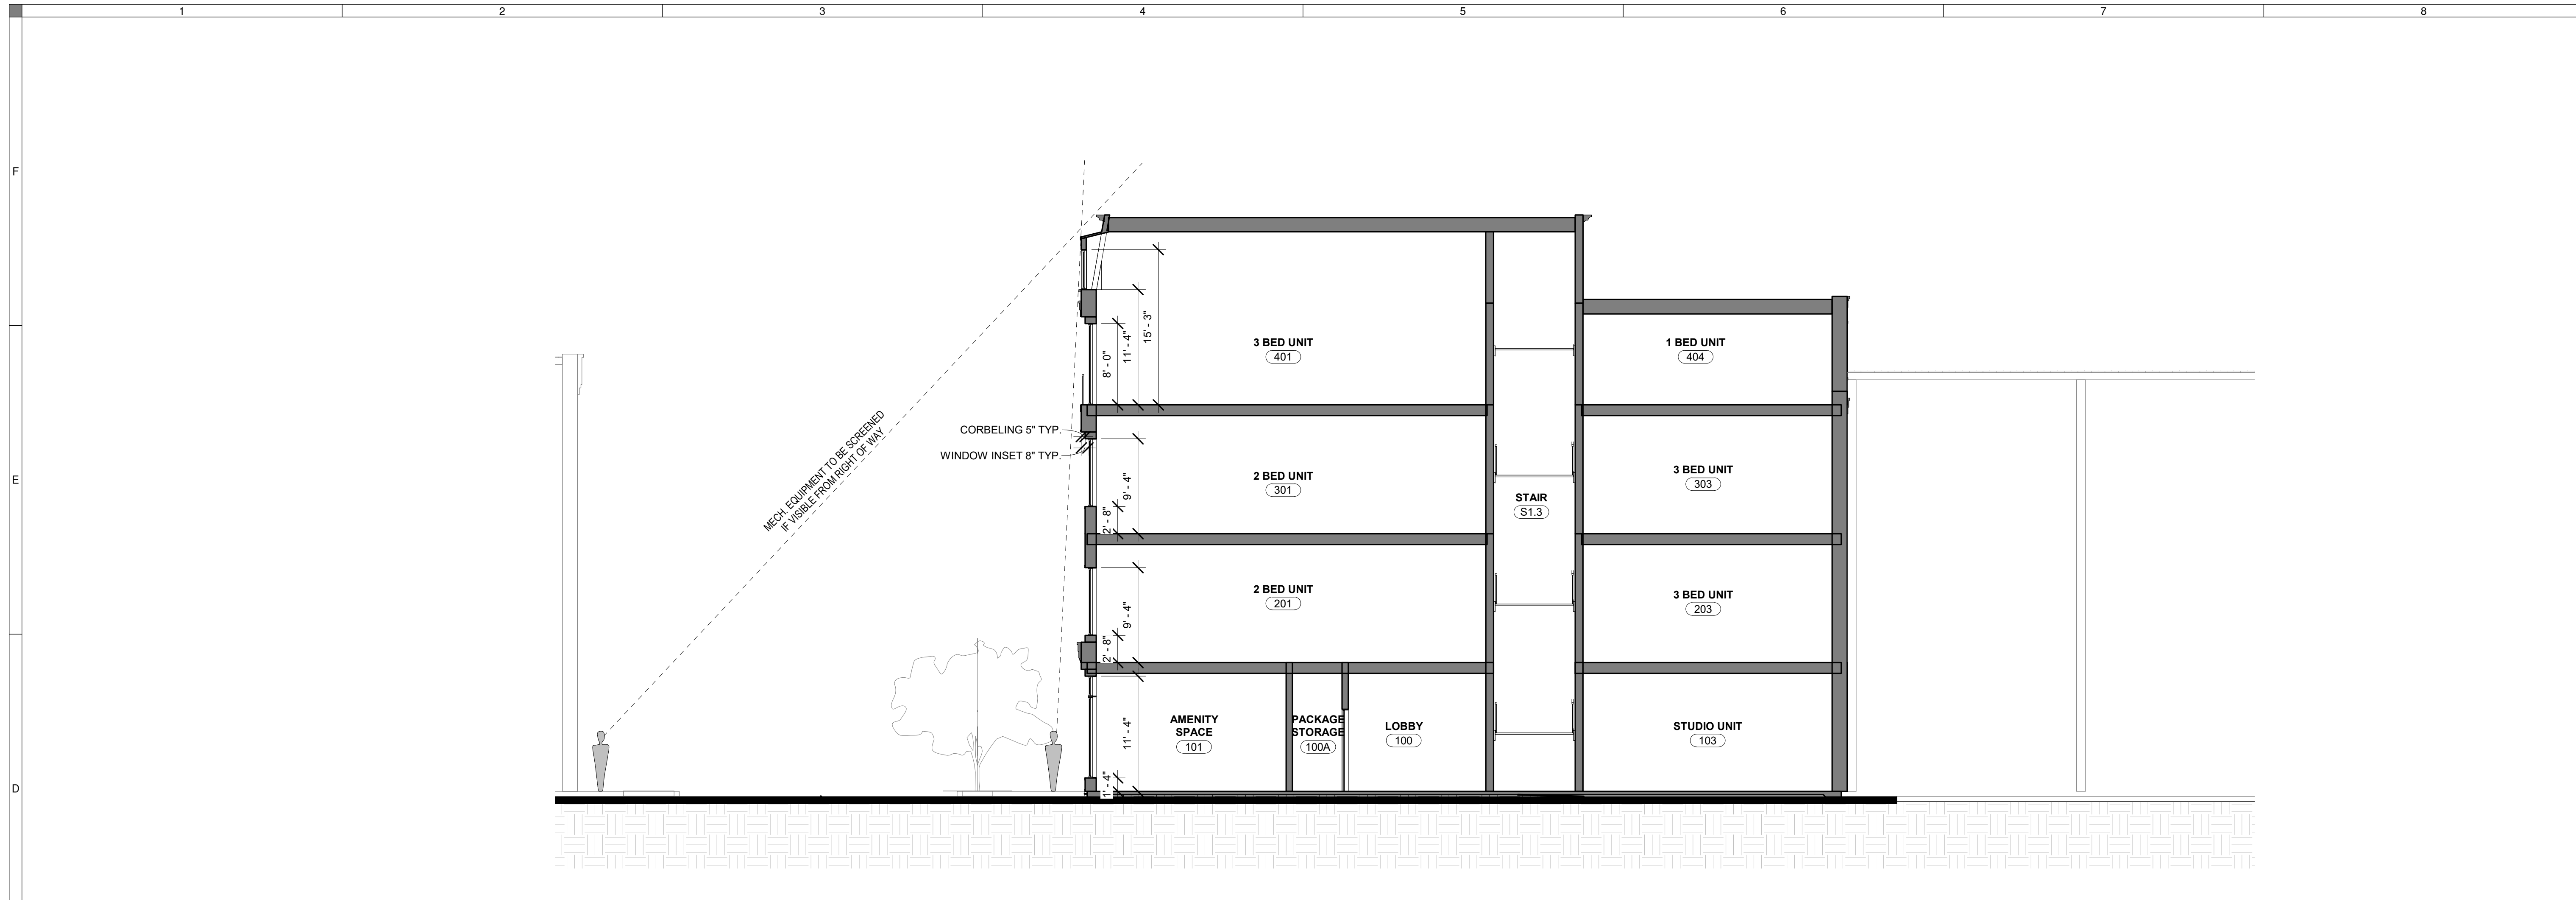 1 2 3 4 5 6 7 8
F
15' - 3"
11' - 4"
8' - 0"
3 BED UNIT
401
1 BED UNIT
404
MECH. EQUIPMENT TO BE SCREENED
IF VISIBLE FROM RIGHT OF WAY
CORBELING 5" TYP.
WINDOW INSET 8" TYP.
E
9' - 4"
2' - 8"
2 BED UNIT
301
STAIR
S1.3
3 BED UNIT
303
9' - 4"
2' - 8"
2 BED UNIT
201
3 BED UNIT
203
D
11' - 4"
1' - 4"
AMENITY
SPACE
101
PACKAGE
STORAGE
100A
LOBBY
100
STUDIO UNIT
103